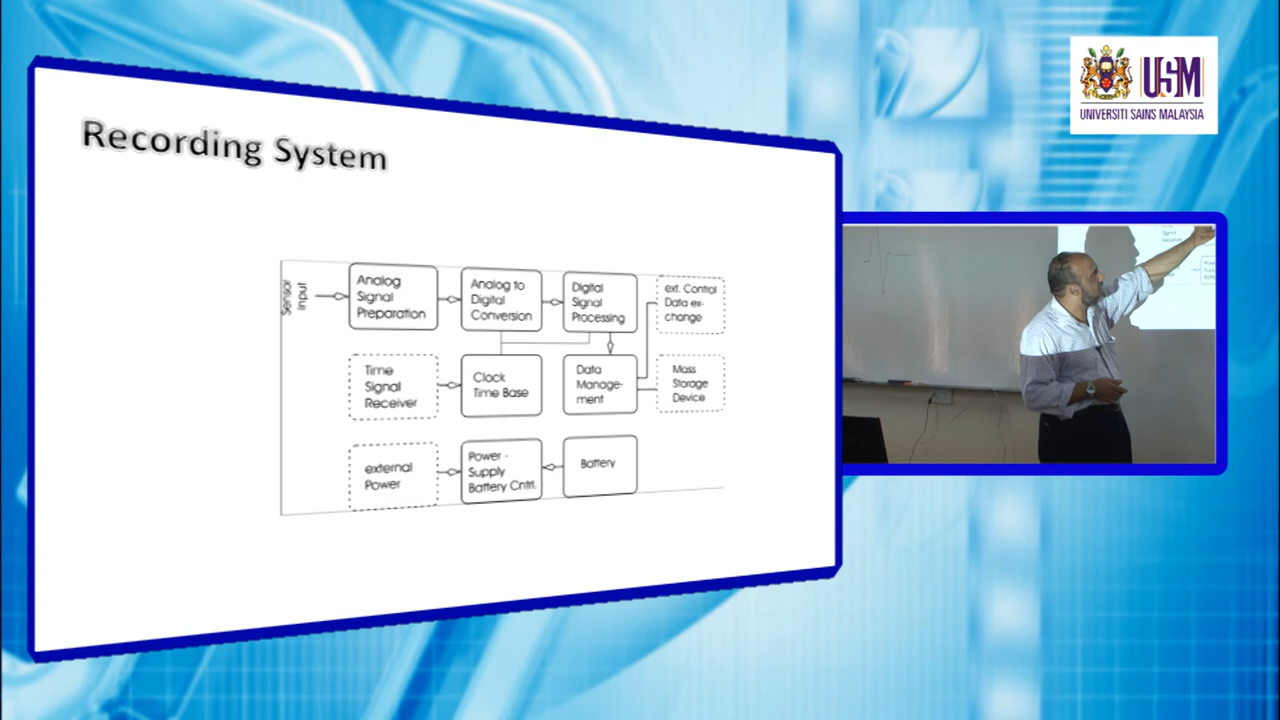 USM
UNIVERSITI SAINS MALAYSIA
Recording System
Sensor
Input
Analog
Signal
Preparation
Analog to
Digital
Conversion
Digital
Signal
Processing
ext. Control
Data ex-
change
Time
Signal
Receiver
Clock
Time Base
Data
Manage-
ment
Mass
Storage
Device
external
Power
Power -
Supply
Battery Cntrl.
Battery